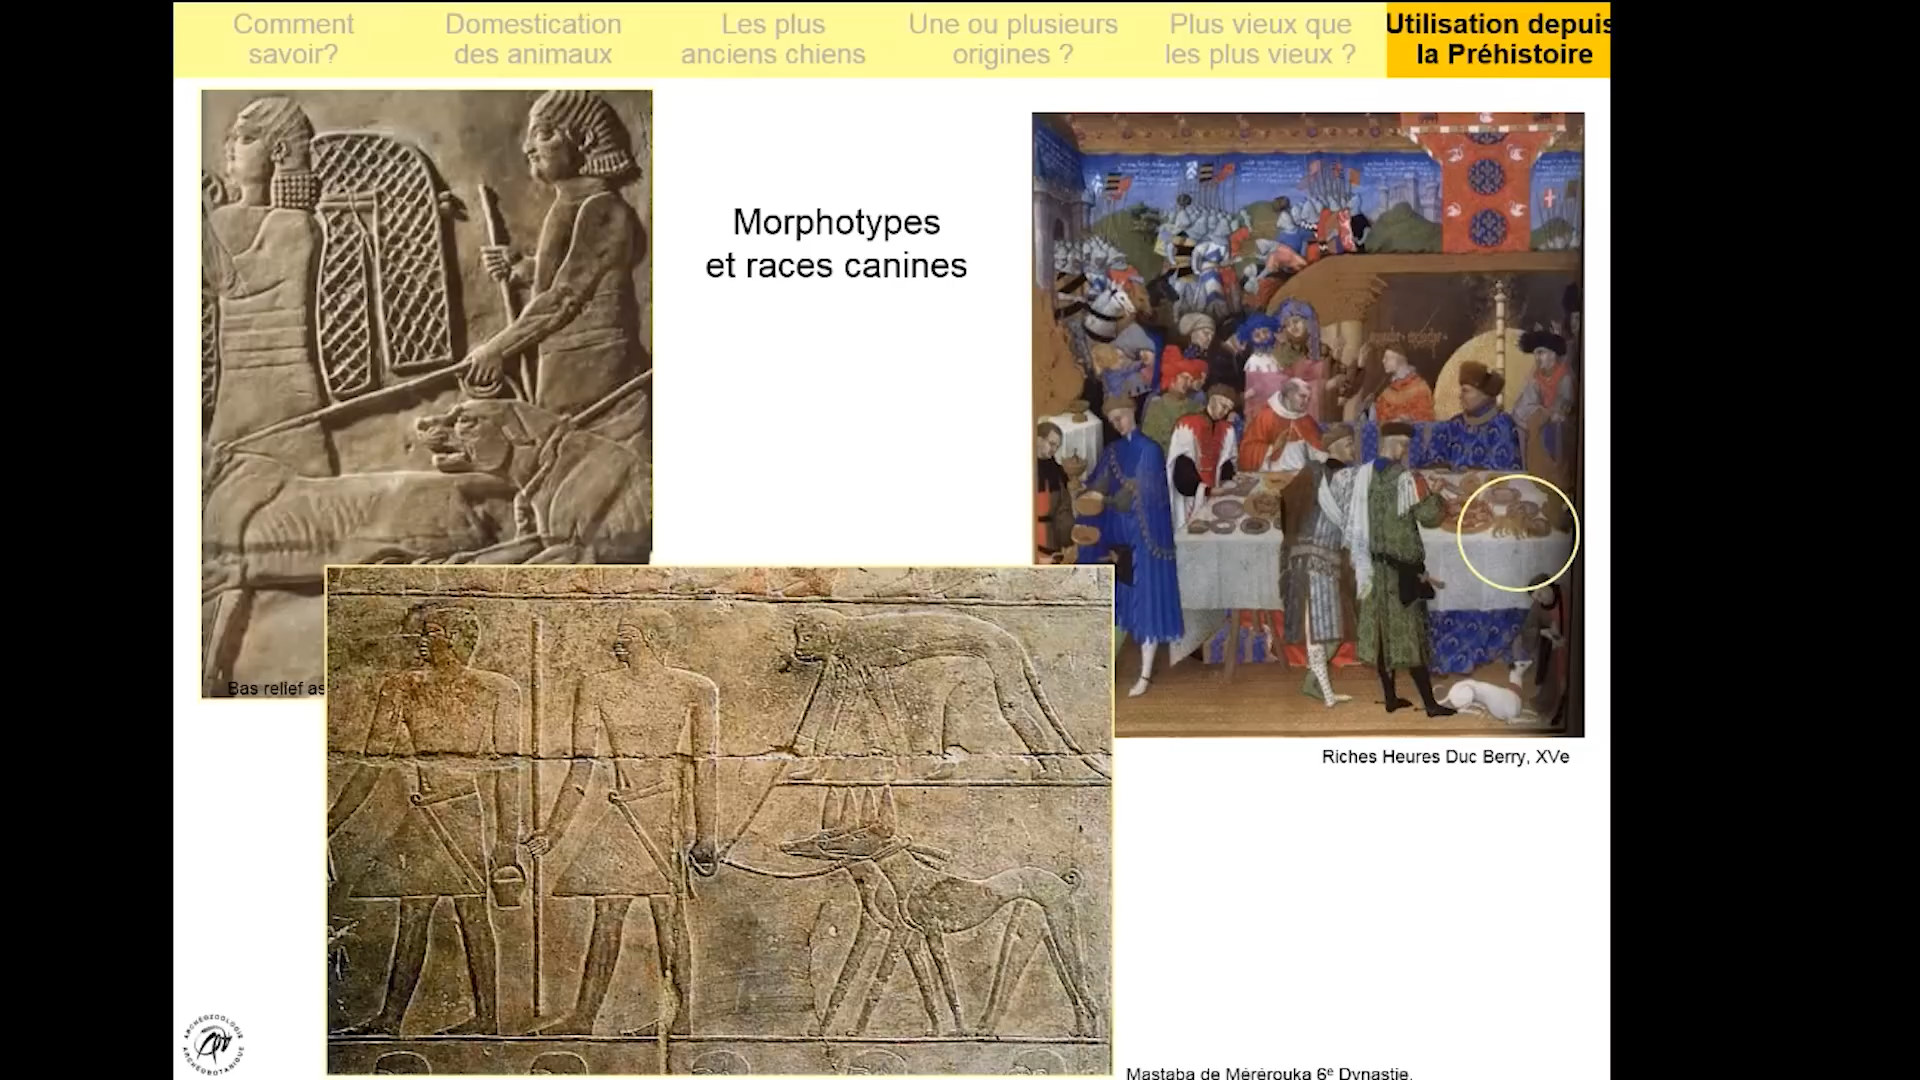 Comment
savoir?
Domestication
des animaux
Les plus
anciens chiens
Une ou plusieurs
origines ?
Plus vieux que
les plus vieux ?
Utilisation depuis
la Préhistoire
Morphotypes
et races canines
Bas relief as
Riches Heures Duc Berry, XVe
ARCHÉOZOOLOGIE
ARCHÉOBOTANIQUE
Mastaba de Mérérouka 6e Dynastie.